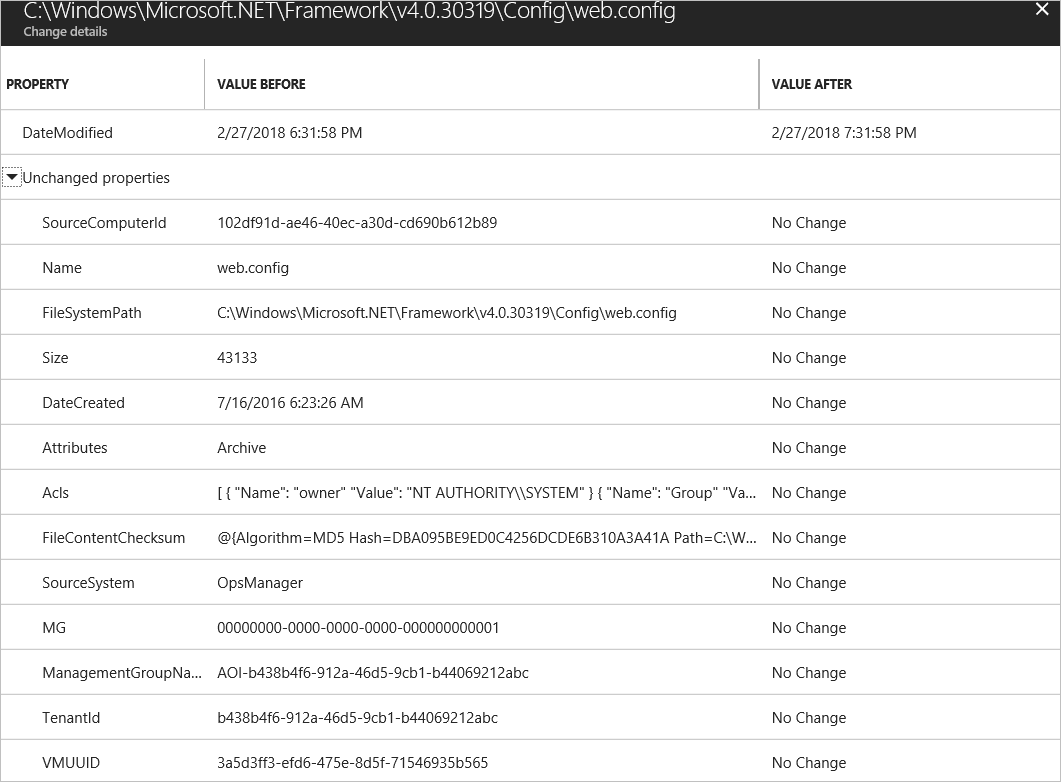 C:\Windows\Microsoft.NET\Framework\v4.0.30319\Config\web.config
Change details
PROPERTY VALUE BEFORE VALUE AFTER
DateModified 2/27/2018 6:31:58 PM 2/27/2018 7:31:58 PM
Unchanged properties
SourceComputerId 102df91d-ae46-40ec-a30d-cd690b612b89 No Change
Name web.config No Change
FileSystemPath C:\Windows\Microsoft.NET\Framework\v4.0.30319\Config\web.config No Change
Size 43133 No Change
DateCreated 7/16/2016 6:23:26 AM No Change
Attributes Archive No Change
Acls [ { "Name": "owner" "Value": "NT AUTHORITY\\SYSTEM" } { "Name": "Group" "Va... No Change
FileContentChecksum @{Algorithm=MD5 Hash=DBA095BE9ED0C4256DCDE6B310A3A41A Path=C:\W... No Change
SourceSystem OpsManager No Change
MG 00000000-0000-0000-0000-000000000001 No Change
ManagementGroupNa... AOI-b438b4f6-912a-46d5-9cb1-b44069212abc No Change
TenantId b438b4f6-912a-46d5-9cb1-b44069212abc No Change
VMUUID 3a5d3ff3-efd6-475e-8d5f-71546935b565 No Change